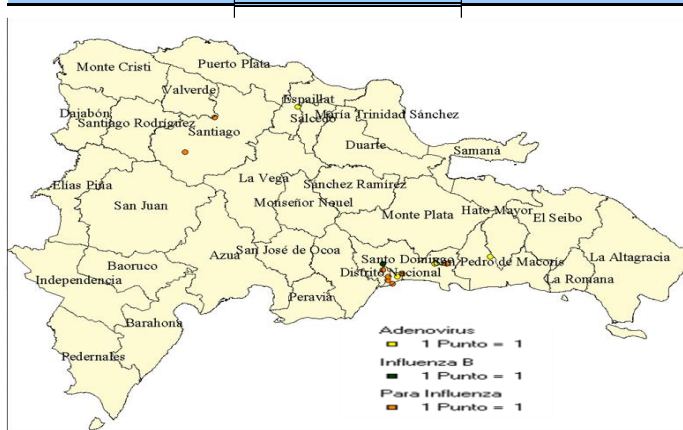 Puerto Plata
Monte Cristi
Valverde
Espaillat
Dajabón
María Trinidad Sánchez
Santiago Rodríguez
Salcedo
Santiago
Duarte
Samaná
La Vega
Elías Piña
Sánchez Ramírez
San Juan
Monseñor Nouel
Monte Plata
Hato Mayor
El Seibo
Azua
San José de Ocoa
Santo Domingo
San Pedro de Macorís
La Altagracia
Baoruco
Distrito Nacional
Independencia
La Romana
Peravia
Barahona
Pedernales
Adenovirus
1 Punto = 1
Influenza B
1 Punto = 1
Para Influenza
1 Punto = 1